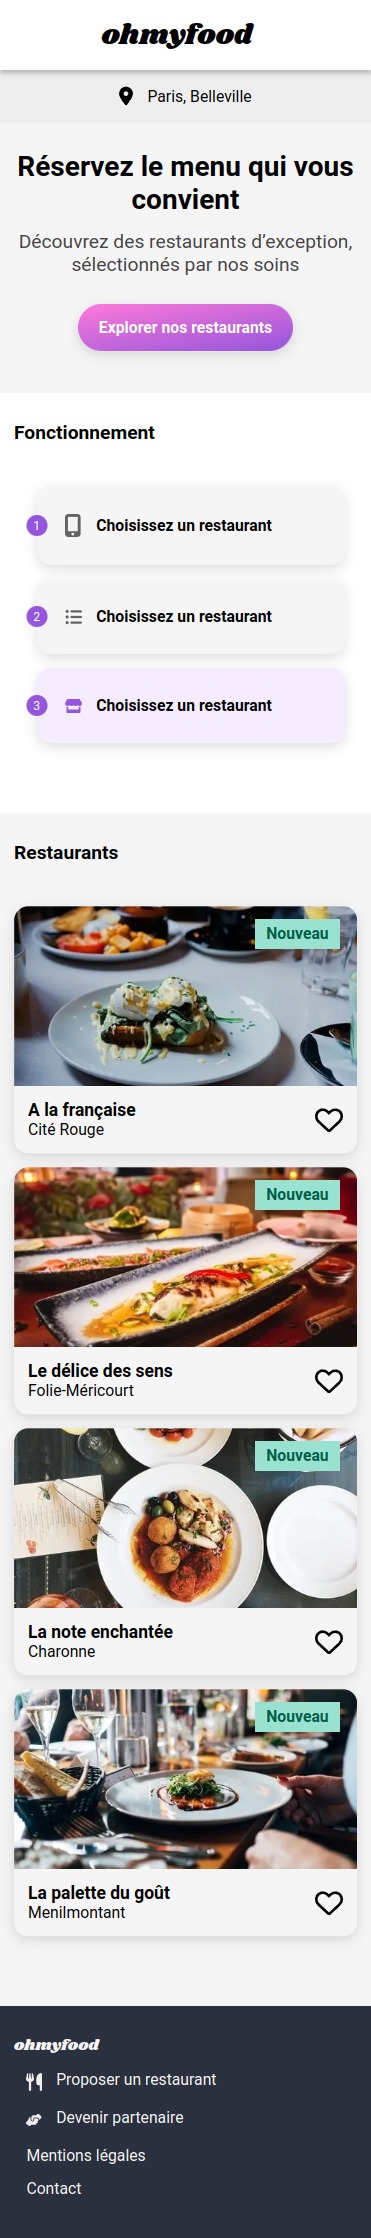 ohmyfood
Paris, Belleville
Réservez le menu qui vous
convient
Découvrez des restaurants d’exception,
sélectionnés par nos soins
Explorer nos restaurants
Fonctionnement
1 Choisissez un restaurant
2 Choisissez un restaurant
3 Choisissez un restaurant
Restaurants
Nouveau
A la française
Cité Rouge
Nouveau
Le délice des sens
Folie-Méricourt
Nouveau
La note enchantée
Charonne
Nouveau
La palette du goût
Menilmontant
ohmyfood
Proposer un restaurant
Devenir partenaire
Mentions légales
Contact